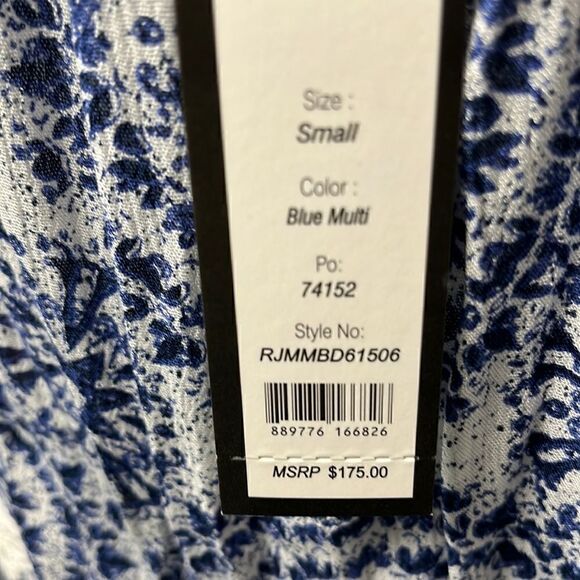 Size :
Small
Color :
Blue Multi
Po:
74152
Style No:
RJMMBD61506
889776 166826
MSRP $175.00